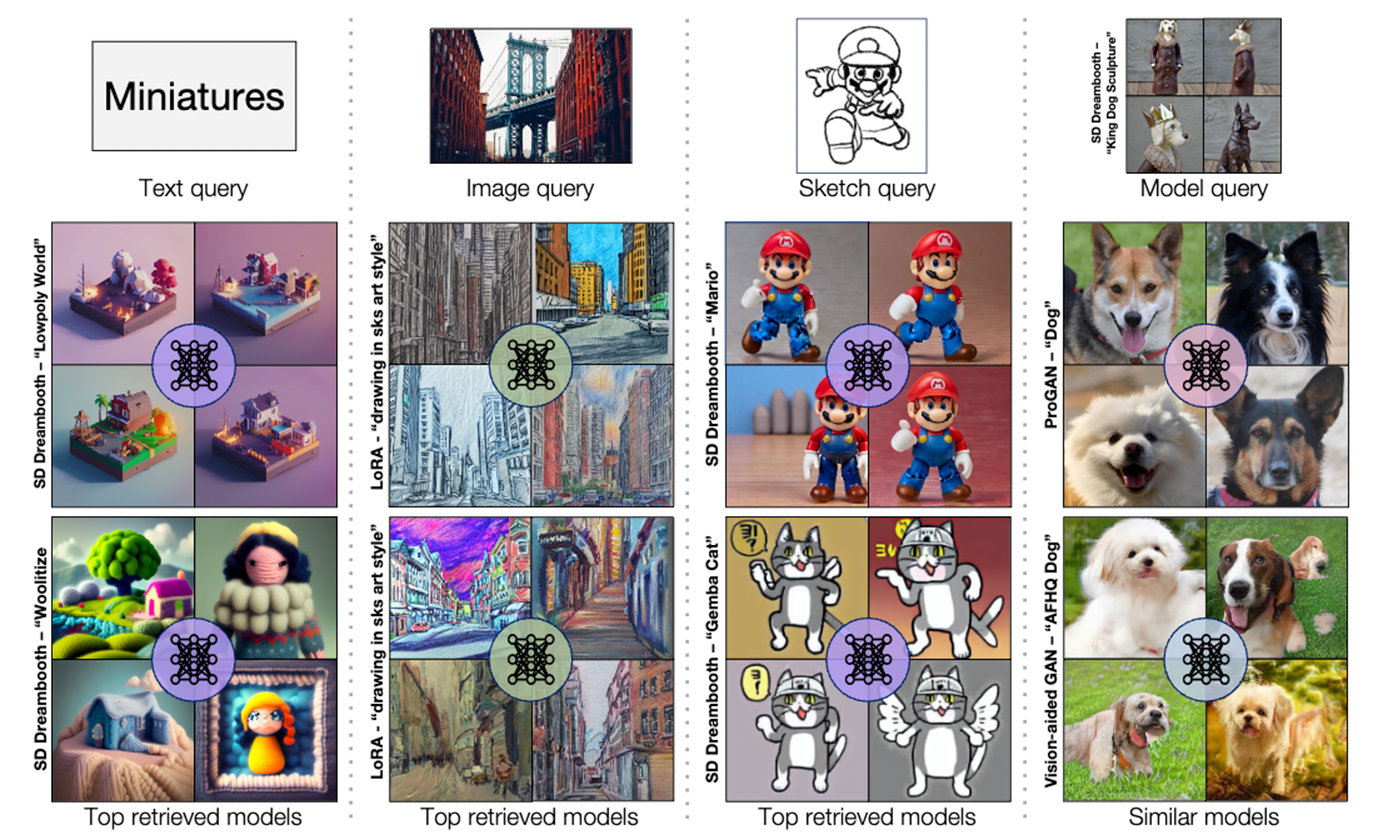 Miniatures
Text query
Image query
Sketch query
SD Dreambooth –
“King Dog Sculpture”
Model query
SD Dreambooth – “Lowpoly World”
LoRA - “drawing in sks art style”
SD Dreambooth – “Mario”
ProGAN – “Dog”
SD Dreambooth – “Woolitize
LoRA - “drawing in sks art style”
SD Dreambooth – “Gemba Cat”
Vision-aided GAN – “AFHQ Dog”
Top retrieved models
Top retrieved models
Top retrieved models
Similar models